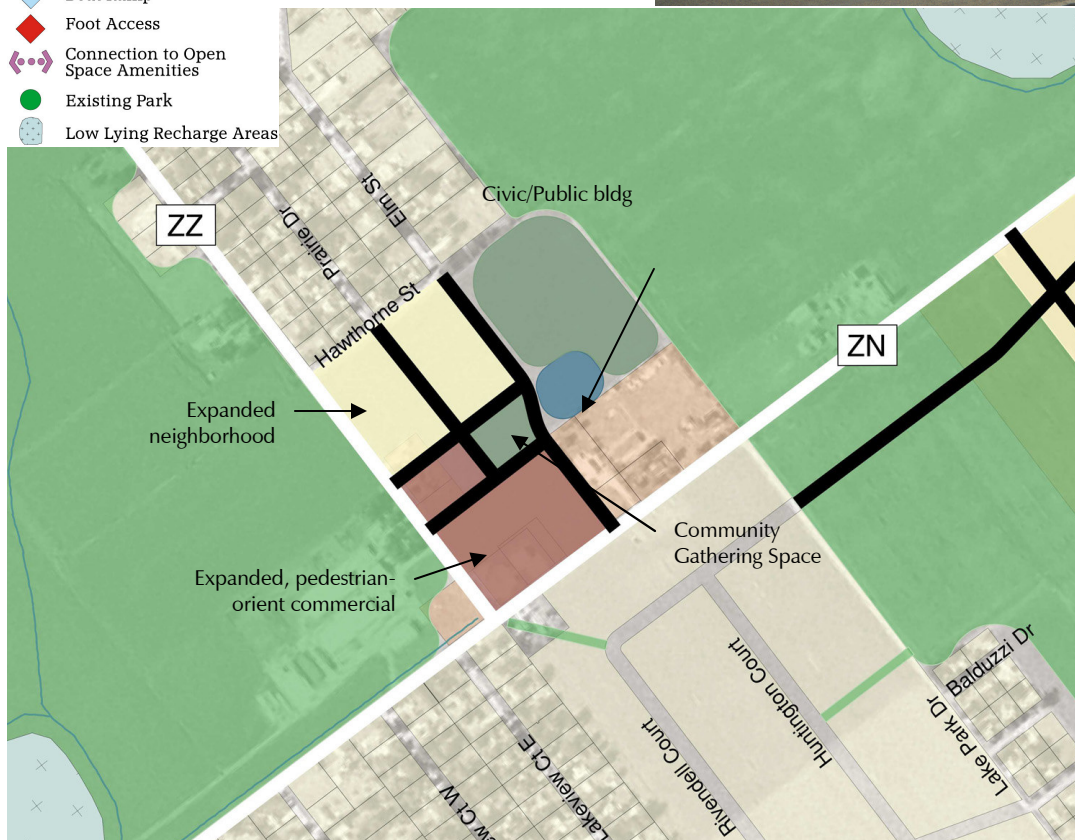 Foot Access
Connection to Open
Space Amenities
Existing Park
Low Lying Recharge Areas
Civic/Public bldg
ZZ
Elm St
Prairie Dr
Hawthorne St
ZN
Expanded
neighborhood
Community
Gathering Space
Expanded, pedestrian-
orient commercial
Balduzzi Dr
Lake Park Dr
Huntington Court
Rivendell Court
Lakeview Ct E
ew Ct W